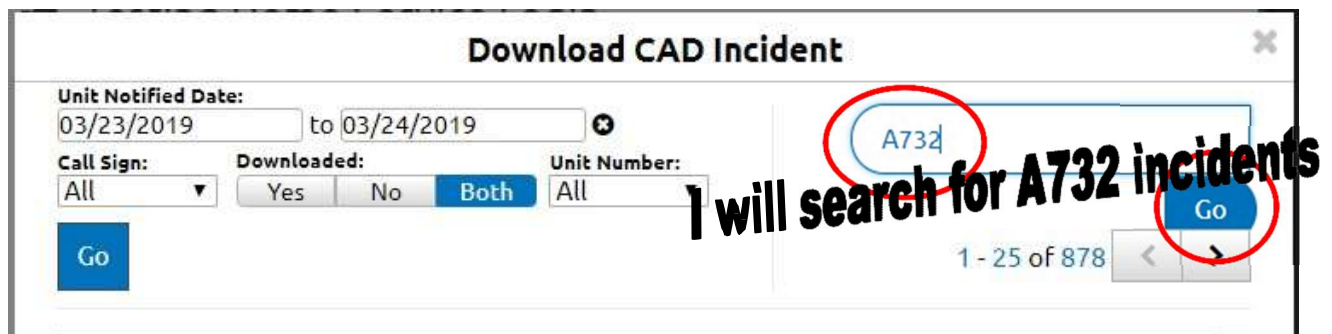 Download CAD Incident
Unit Notified Date:
03/23/2019 to 03/24/2019
A732
Call Sign: Downloaded: Unit Number:
All Yes No Both All
I will search for A732 incidents
Go
Go
1 - 25 of 878